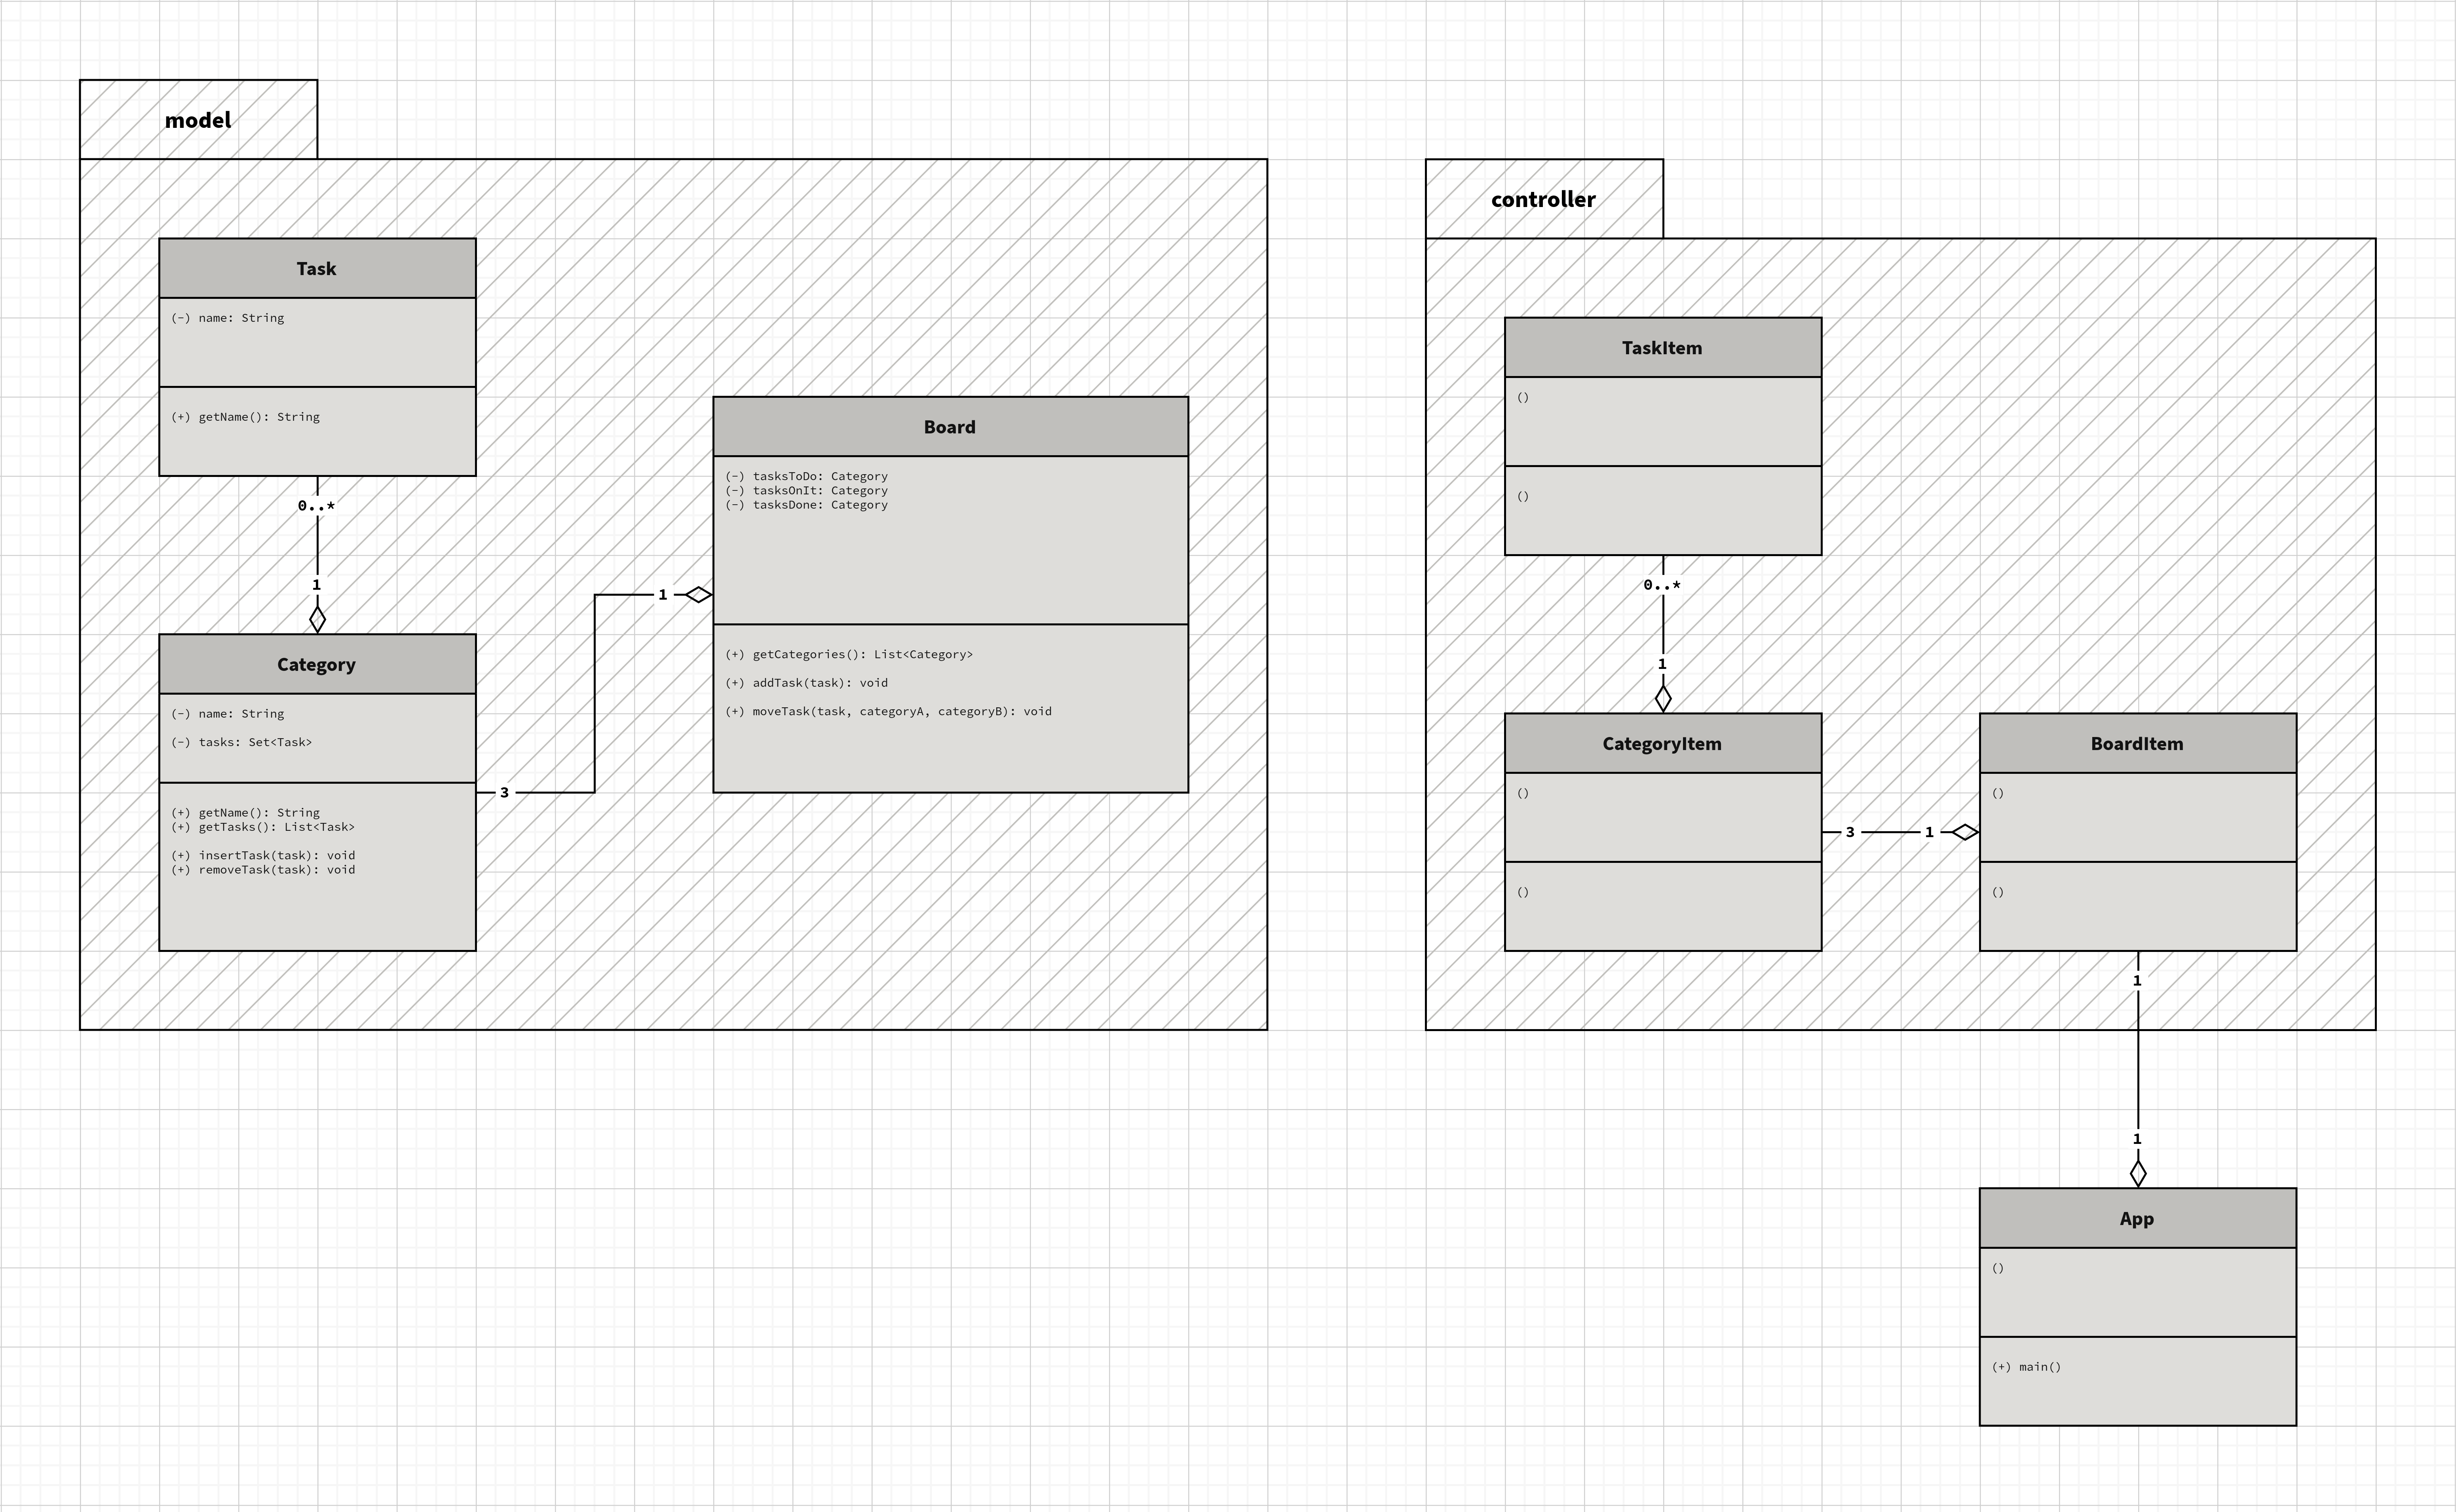 model
Task
(-) name: String
(+) getName(): String
0..*
1
Category
(-) name: String
(-) tasks: Set<Task>
(+) getName(): String
(+) getTasks(): List<Task>
(+) insertTask(task): void
(+) removeTask(task): void
3
1
Board
(-) tasksToDo: Category
(-) tasksOnIt: Category
(-) tasksDone: Category
(+) getCategories(): List<Category>
(+) addTask(task): void
(+) moveTask(task, categoryA, categoryB): void
controller
TaskItem
()
()
0..*
1
CategoryItem
()
()
3
1
BoardItem
()
()
1
1
App
()
(+) main()